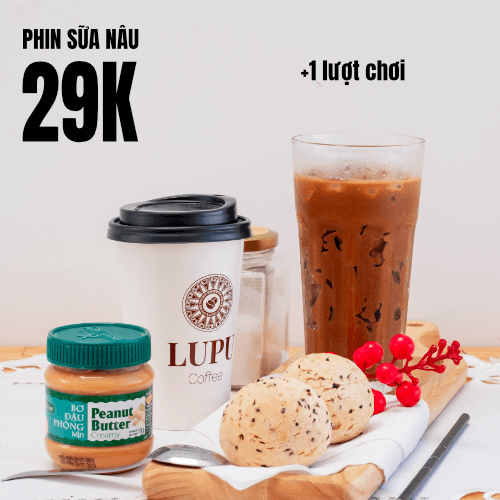 PHIN SỮA NÂU
29K
+1 lượt chơi
LUPU
Coffee
BƠ
ĐẬU
PHỘNG
Mịn
Peanut
Butter
Creamy